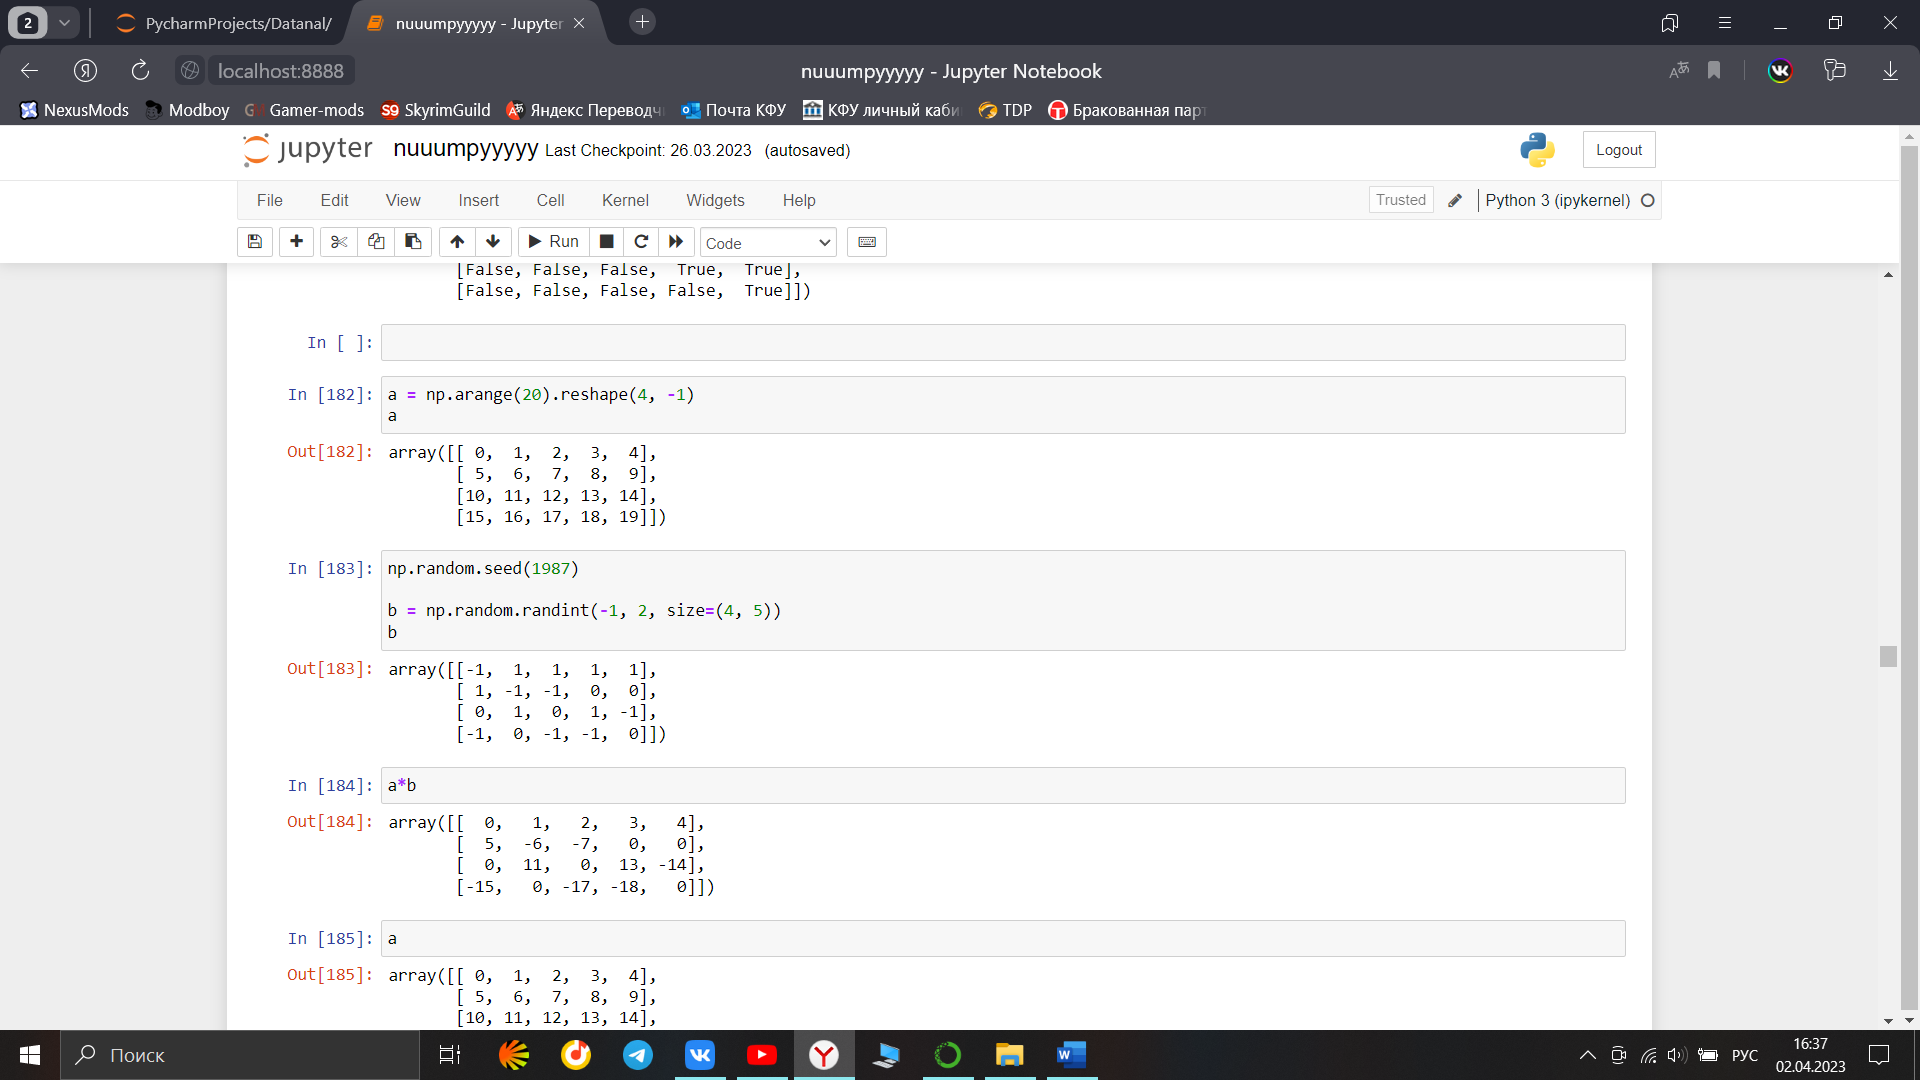 2
PycharmProjects/Datanal/
nuuumpyyyyy - Jupyter
localhost:8888
nuuumpyyyyy - Jupyter Notebook
NexusMods
Modboy
Gamer-mods
SkyrimGuild
Яндекс Переводч
Почта КФУ
КФУ личный каби
TDP
Бракованная пар
jupyter
nuuumpyyyyy Last Checkpoint: 26.03.2023 (autosaved)
Logout
File Edit View Insert Cell Kernel Widgets Help
Trusted
Python 3 (ipykernel)
Run
Code
[False, False, False,  True,  True],
[False, False, False, False,  True]])
In [ ]:
In [182]: a = np.arange(20).reshape(4, -1)
a
Out[182]: array([[ 0,  1,  2,  3,  4],
[ 5,  6,  7,  8,  9],
[10, 11, 12, 13, 14],
[15, 16, 17, 18, 19]])
In [183]: np.random.seed(1987)
b = np.random.randint(-1, 2, size=(4, 5))
b
Out[183]: array([[-1,  1,  1,  1,  1],
[ 1, -1, -1,  0,  0],
[ 0,  1,  0,  1, -1],
[-1,  0, -1, -1,  0]])
In [184]: a*b
Out[184]: array([[  0,   1,   2,   3,   4],
[  5,  -6,  -7,   0,   0],
[  0,  11,   0,  13, -14],
[-15,   0, -17, -18,   0]])
In [185]: a
Out[185]: array([[ 0,  1,  2,  3,  4],
[ 5,  6,  7,  8,  9],
[10, 11, 12, 13, 14],
Поиск
РУС
16:37
02.04.2023